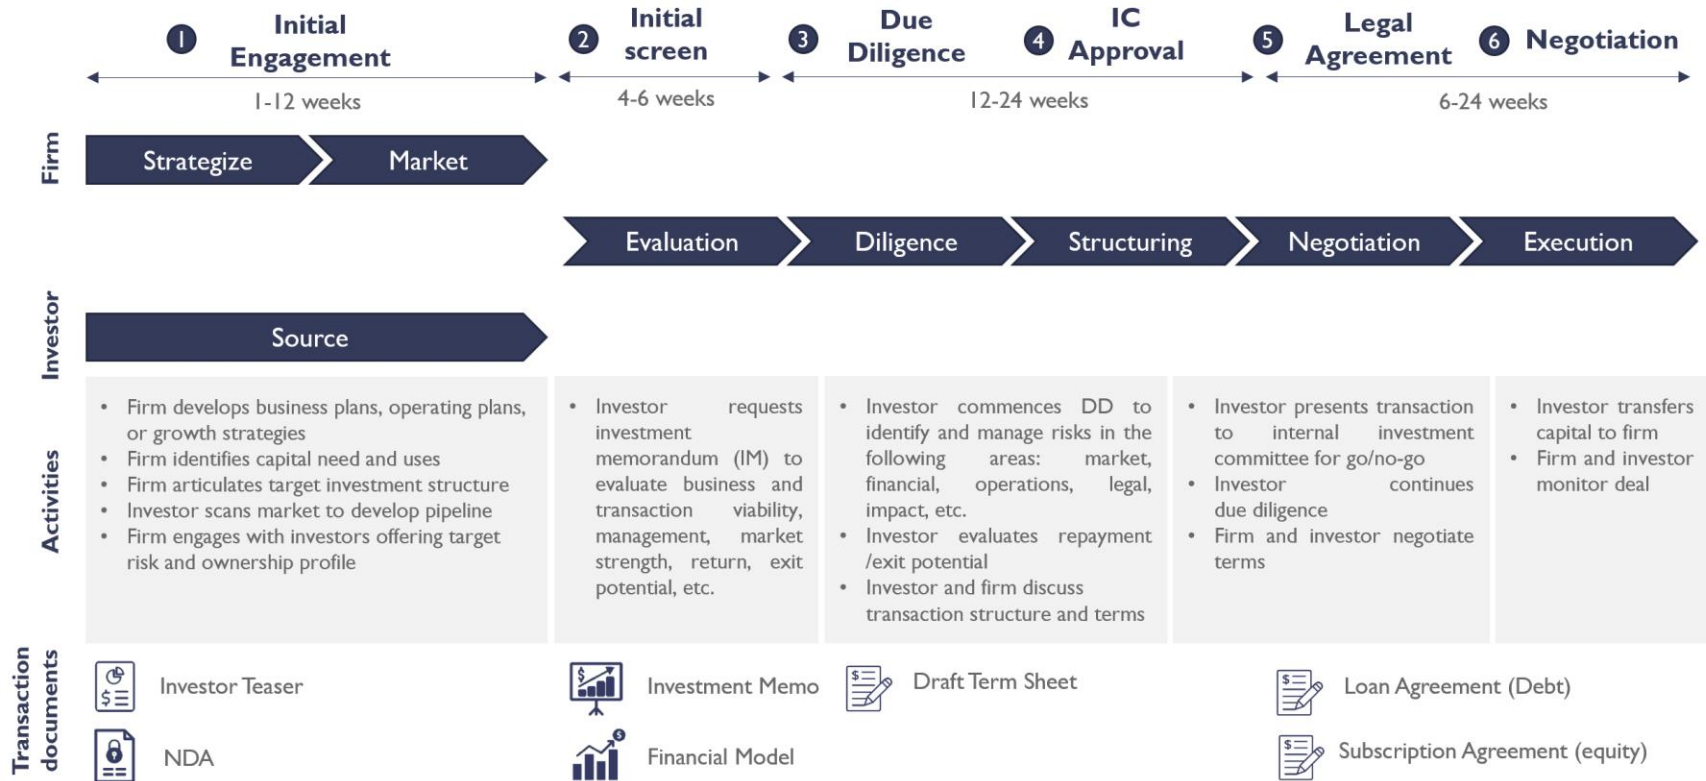 1 Initial
Engagement
2 Initial
screen
3 Due
Diligence
4 IC
Approval
5 Legal
Agreement
6 Negotiation
1-12 weeks
4-6 weeks
12-24 weeks
6-24 weeks
Firm
Strategize
Market
Evaluation
Diligence
Structuring
Negotiation
Execution
Investor
Source
Activities
• Firm develops business plans, operating plans,
or growth strategies
• Firm identifies capital need and uses
• Firm articulates target investment structure
• Investor scans market to develop pipeline
• Firm engages with investors offering target
risk and ownership profile
• Investor requests
investment
memorandum (IM) to
evaluate business and
transaction viability,
management, market
strength, return, exit
potential, etc.
• Investor commences DD to
identify and manage risks in the
following areas: market,
financial, operations, legal,
impact, etc.
• Investor evaluates repayment
/exit potential
• Investor and firm discuss
transaction structure and terms
• Investor presents transaction
to internal investment
committee for go/no-go
• Investor continues
due diligence
• Firm and investor negotiate
terms
• Investor transfers
capital to firm
• Firm and investor
monitor deal
Transaction
documents
Investor Teaser
NDA
Investment Memo
Financial Model
Draft Term Sheet
Loan Agreement (Debt)
Subscription Agreement (equity)